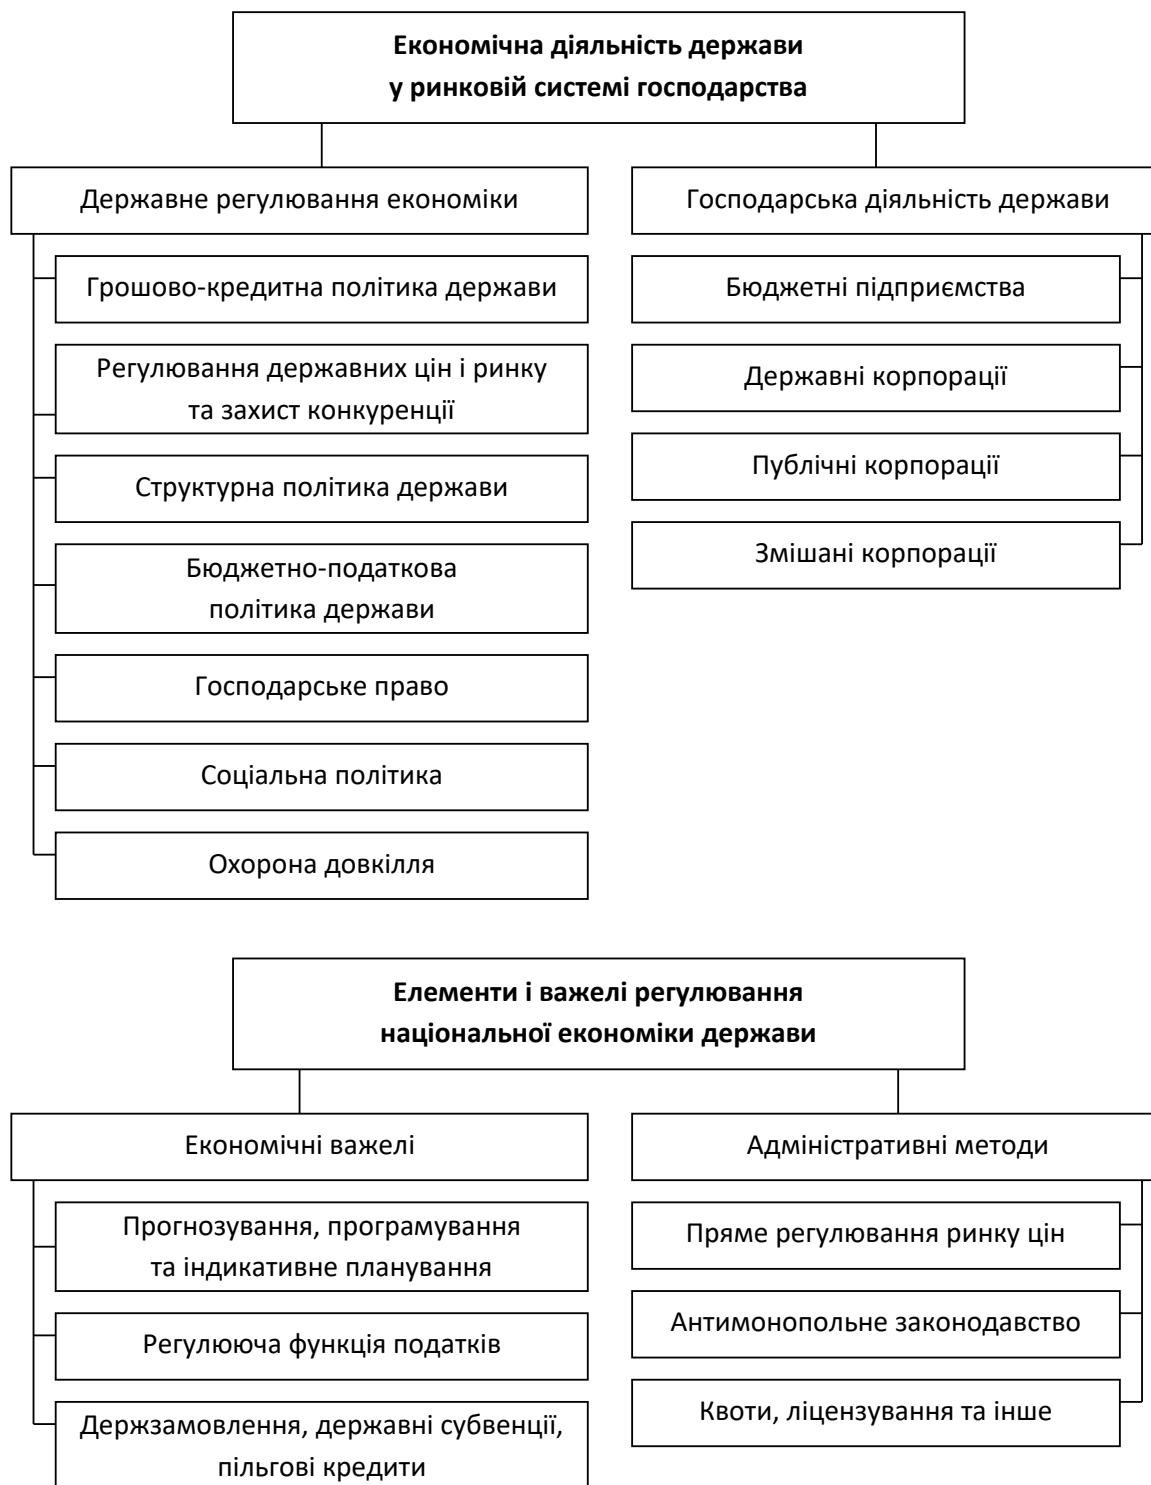 Економічна діяльність держави
у ринковій системі господарства
Державне регулювання економіки
Грошово-кредитна політика держави
Регулювання державних цін і ринку
та захист конкуренції
Структурна політика держави
Бюджетно-податкова
політика держави
Господарське право
Соціальна політика
Охорона довкілля
Господарська діяльність держави
Бюджетні підприємства
Державні корпорації
Публічні корпорації
Змішані корпорації
Елементи і важелі регулювання
національної економіки держави
Економічні важелі
Прогнозування, програмування
та індикативне планування
Регулююча функція податків
Держзамовлення, державні субвенції,
пільгові кредити
Адміністративні методи
Пряме регулювання ринку цін
Антимонопольне законодавство
Квоти, ліцензування та інше